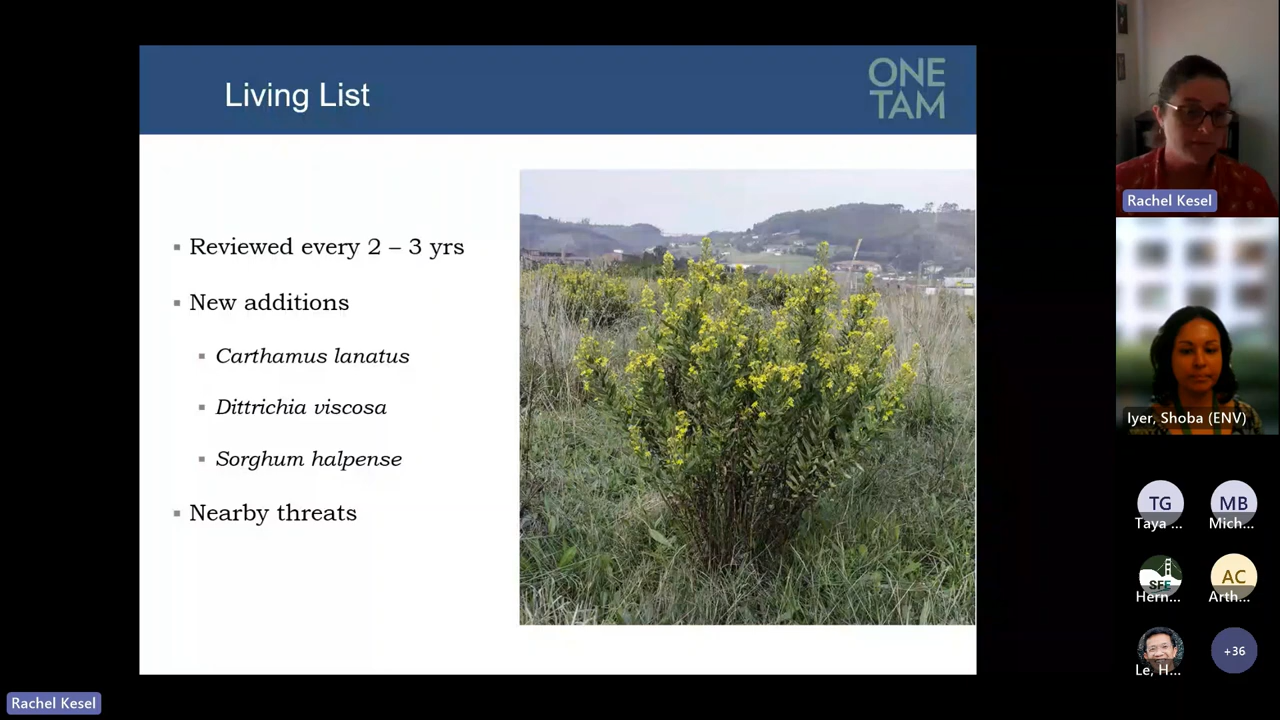 Living List
ONE
TAM
Reviewed every 2 – 3 yrs
New additions
Carthamus lanatus
Dittrichia viscosa
Sorghum halpense
Nearby threats
Rachel Kesel
Iyer, Shoba (ENV)
TG
MB
Taya ...
Mich...
SFE
AC
Hern...
Arth...
+36
Le, H...
Rachel Kesel